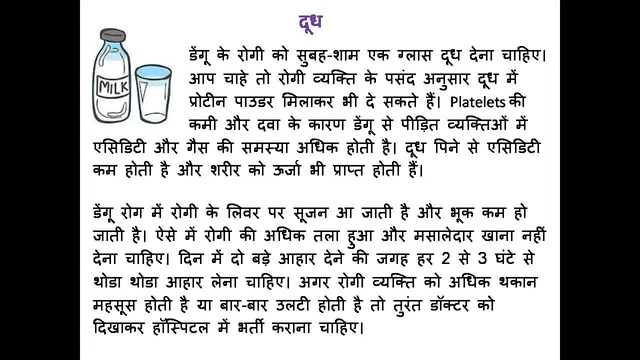 दूध
MILK
डेंगू के रोगी को सुबह-शाम एक ग्लास दूध देना चाहिए।
आप चाहे तो रोगी व्यक्ति के पसंद अनुसार दूध में
प्रोटीन पाउडर मिलाकर भी दे सकते हैं। Platelets की
कमी और दवा के कारण डेंगू से पीड़ित व्यक्तिओं में
एसिडिटी और गैस की समस्या अधिक होती है। दूध पिने से एसिडिटी
कम होती है और शरीर को ऊर्जा भी प्राप्त होती हैं।
डेंगू रोग में रोगी के लिवर पर सूजन आ जाती है और भूक कम हो
जाती है। ऐसे में रोगी की अधिक तला हुआ और मसालेदार खाना नहीं
देना चाहिए। दिन में दो बड़े आहार देने की जगह हर 2 से 3 घंटे से
थोडा थोडा आहार लेना चाहिए। अगर रोगी व्यक्ति को अधिक थकान
महसूस होती है या बार-बार उलटी होती है तो तुरंत डॉक्टर को
दिखाकर हॉस्पिटल में भर्ती कराना चाहिए।